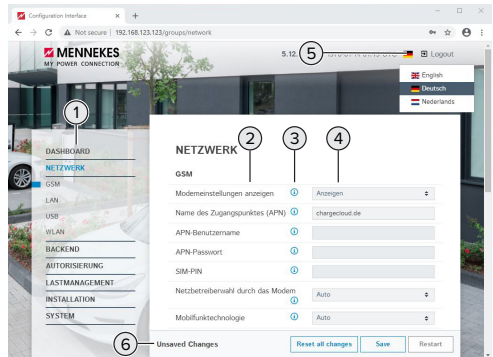 Configuration Interface
Not secure | 192.168.123.123/groups/network
MENNEKES
MY POWER CONNECTION
5.12.
5
Logout
English
Deutsch
Nederlands
1
2
3
4
DASHBOARD
NETZWERK
GSM
LAN
USB
WLAN
BACKEND
AUTORISIERUNG
LASTMANAGEMENT
INSTALLATION
SYSTEM
NETZWERK
GSM
Modemeinstellungen anzeigen
Anzeigen
Name des Zugangspunktes (APN)
chargecloud.de
APN-Benutzername
APN-Passwort
SIM-PIN
Netzbetreiberwahl durch das Modem
Auto
Mobilfunktechnologie
Auto
6
Unsaved Changes
Reset all changes
Save
Restart